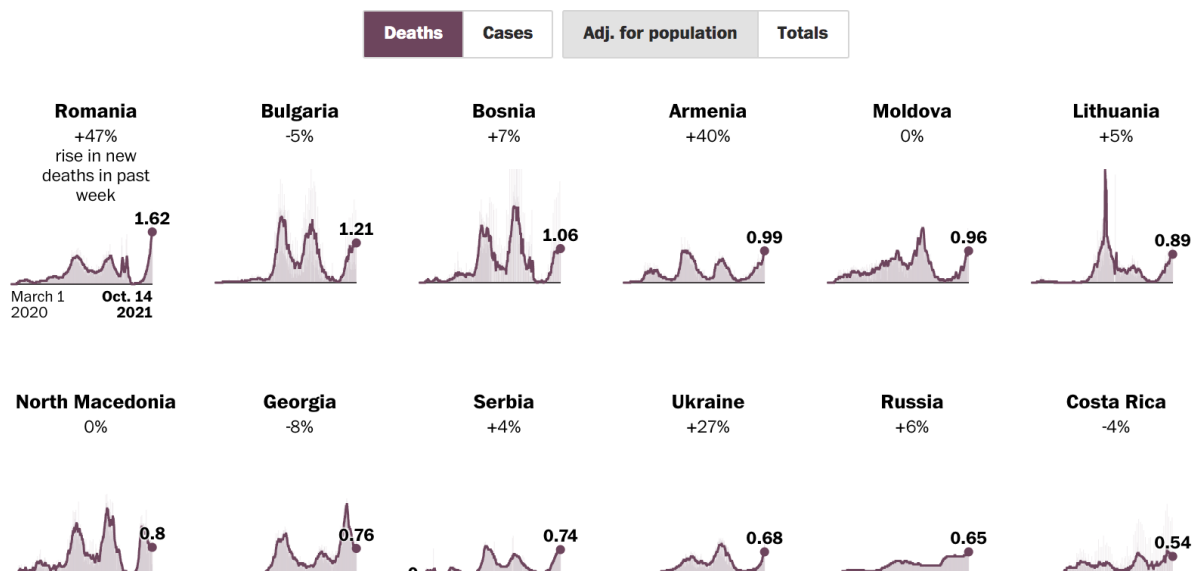 Deaths Cases Adj. for population Totals
Romania
+47%
rise in new
deaths in past
week
1.62
March 1
2020
Oct. 14
2021
Bulgaria
-5%
1.21
Bosnia
+7%
1.06
Armenia
+40%
0.99
Moldova
0%
0.96
Lithuania
+5%
0.89
North Macedonia
0%
0.8
Georgia
-8%
0.76
Serbia
+4%
0.74
Ukraine
+27%
0.68
Russia
+6%
0.65
Costa Rica
-4%
0.54